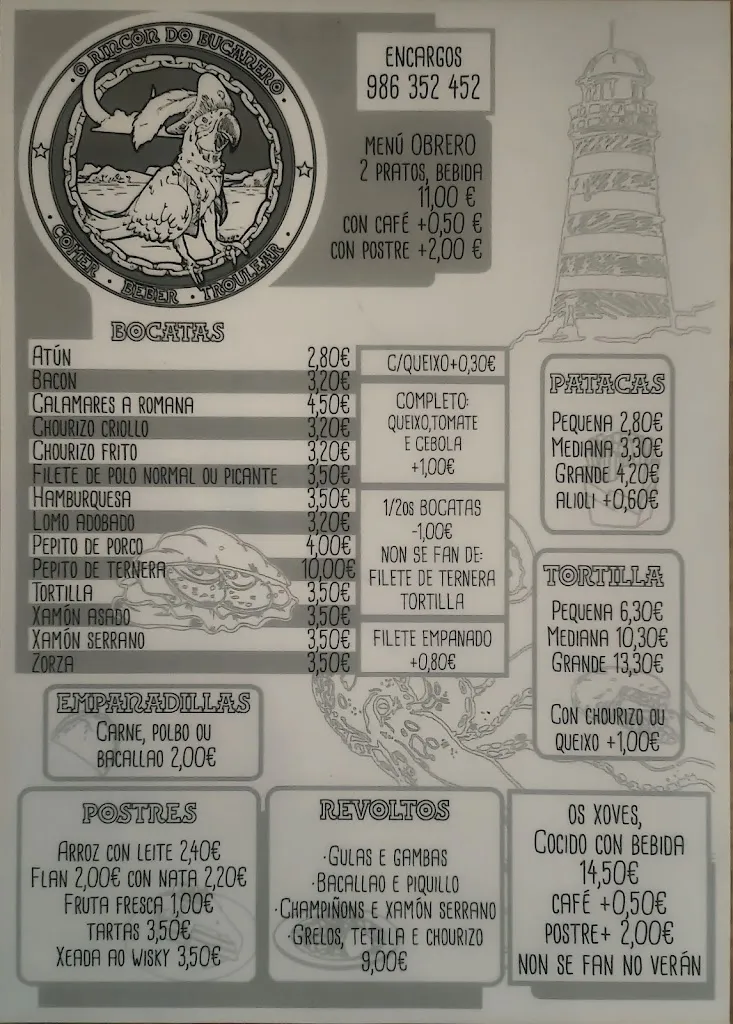 O RINCÓN DO BUCANERO
COMER · BEBER · TROULEAR
ENCARGOS
986 352 452
MENÚ OBRERO
2 PRATOS, BEBIDA
11,00 €
CON CAFÉ +0,50 €
CON POSTRE +2,00 €
BOCATAS
ATÚN 2,80€
BACON 3,20€
CALAMARES A ROMANA 4,50€
CHOURIZO CRIOLLO 3,20€
CHOURIZO FRITO 3,20€
FILETE DE POLO NORMAL OU PICANTE 3,50€
HAMBURQUESA 3,50€
LOMO ADOBADO 3,20€
PEPITO DE PORCO 4,00€
PEPITO DE TERNERA 10,00€
TORTILLA 3,50€
XAMÓN ASADO 3,50€
XAMÓN SERRANO 3,50€
ZORZA 3,50€
C/QUEIXO+0,30€
COMPLETO:
QUEIXO,TOMATE
E CEBOLA
+1,00€
1/2OS BOCATAS
-1,00€
NON SE FAN DE:
FILETE DE TERNERA
TORTILLA
FILETE EMPANADO
+0,80€
PATACAS
PEQUENA 2,80€
MEDIANA 3,30€
GRANDE 4,20€
ALIOLI +0,60€
TORTILLA
PEQUENA 6,30€
MEDIANA 10,30€
GRANDE 13,30€
CON CHOURIZO OU
QUEIXO +1,00€
EMPANADILLAS
CARNE, POLBO OU
BACALLAO 2,00€
POSTRES
ARROZ CON LEITE 2,40€
FLAN 2,00€ CON NATA 2,20€
FRUTA FRESCA 1,00€
TARTAS 3,50€
XEADA AO WISKY 3,50€
REVOLTOS
·GULAS E GAMBAS
·BACALLAO E PIQUILLO
·CHAMPIÑONS E XAMÓN SERRANO
·GRELOS, TETILLA E CHOURIZO
9,00€
OS XOVES,
COCIDO CON BEBIDA
14,50€
CAFÉ +0,50€
POSTRE+ 2,00€
NON SE FAN NO VERÁN